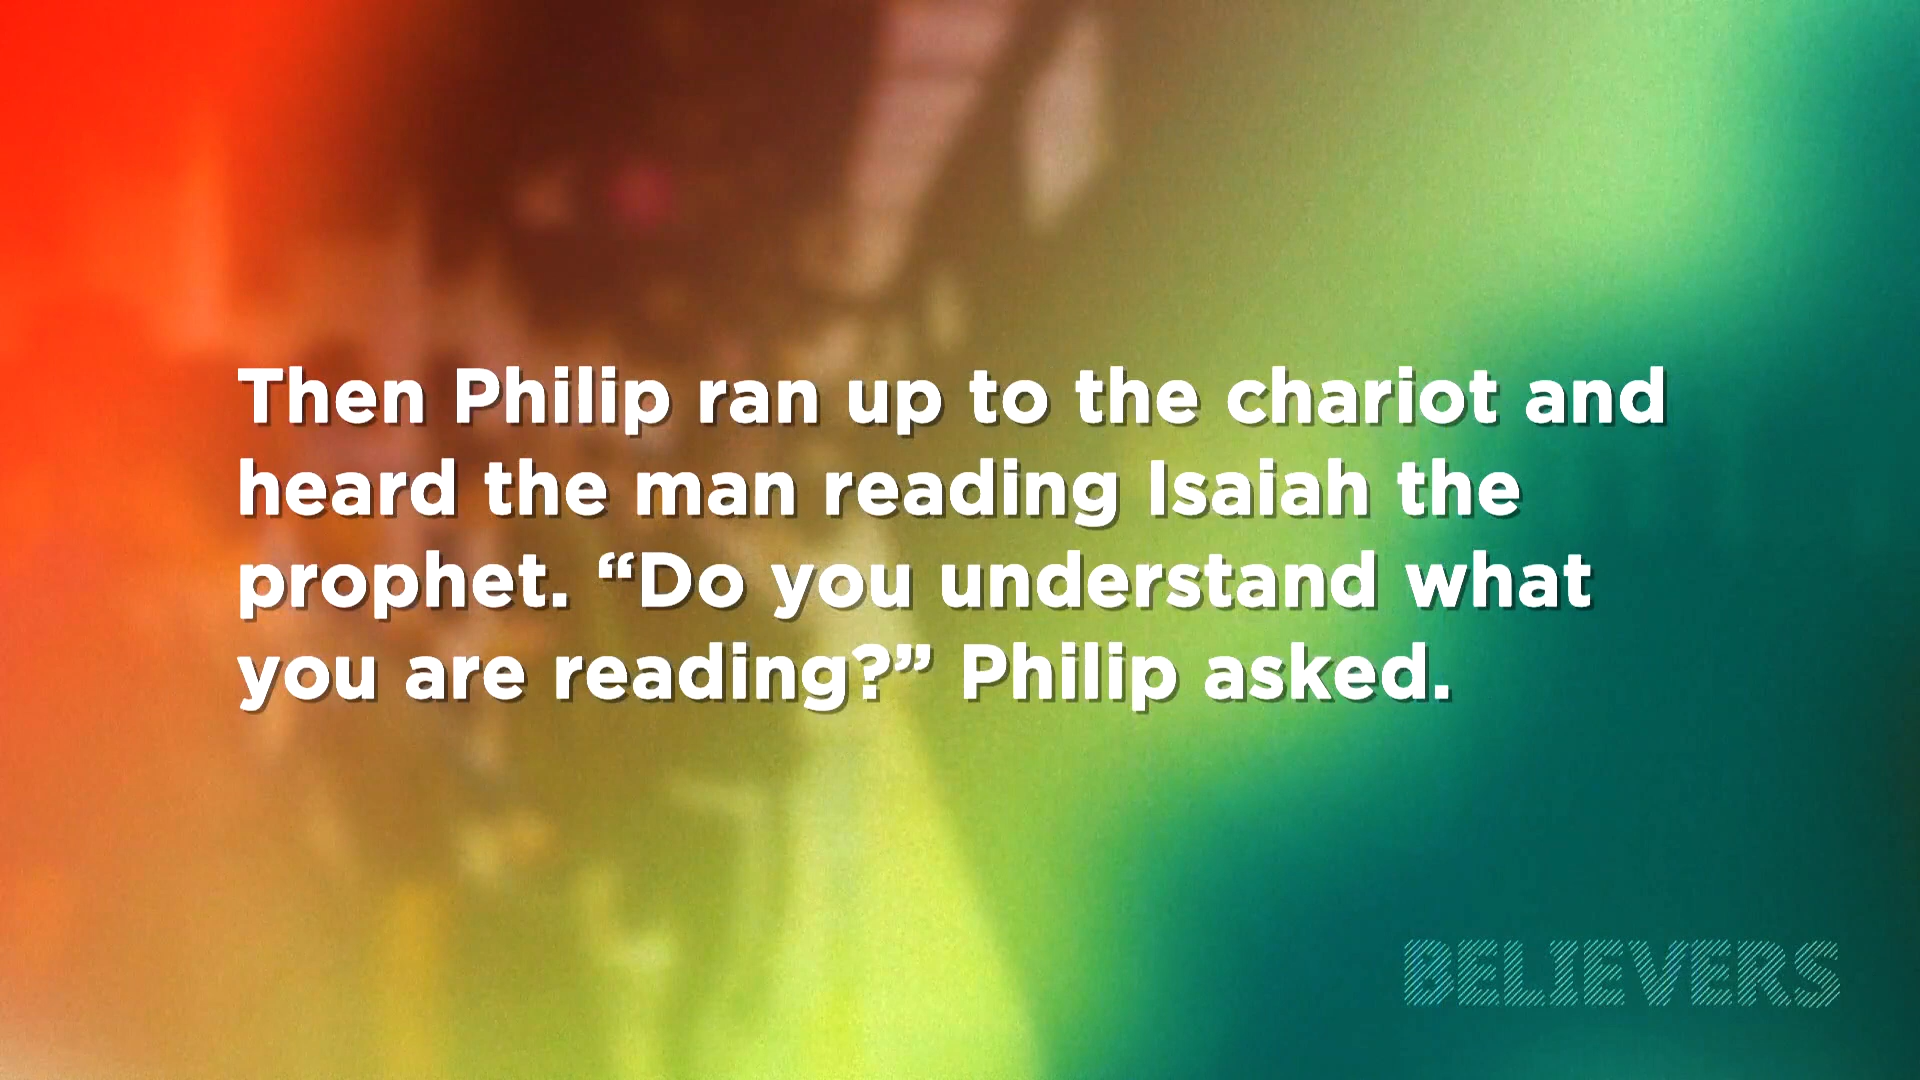 Then Philip ran up to the chariot and
heard the man reading Isaiah the
prophet. “Do you understand what
you are reading?” Philip asked.
BELIEVERS